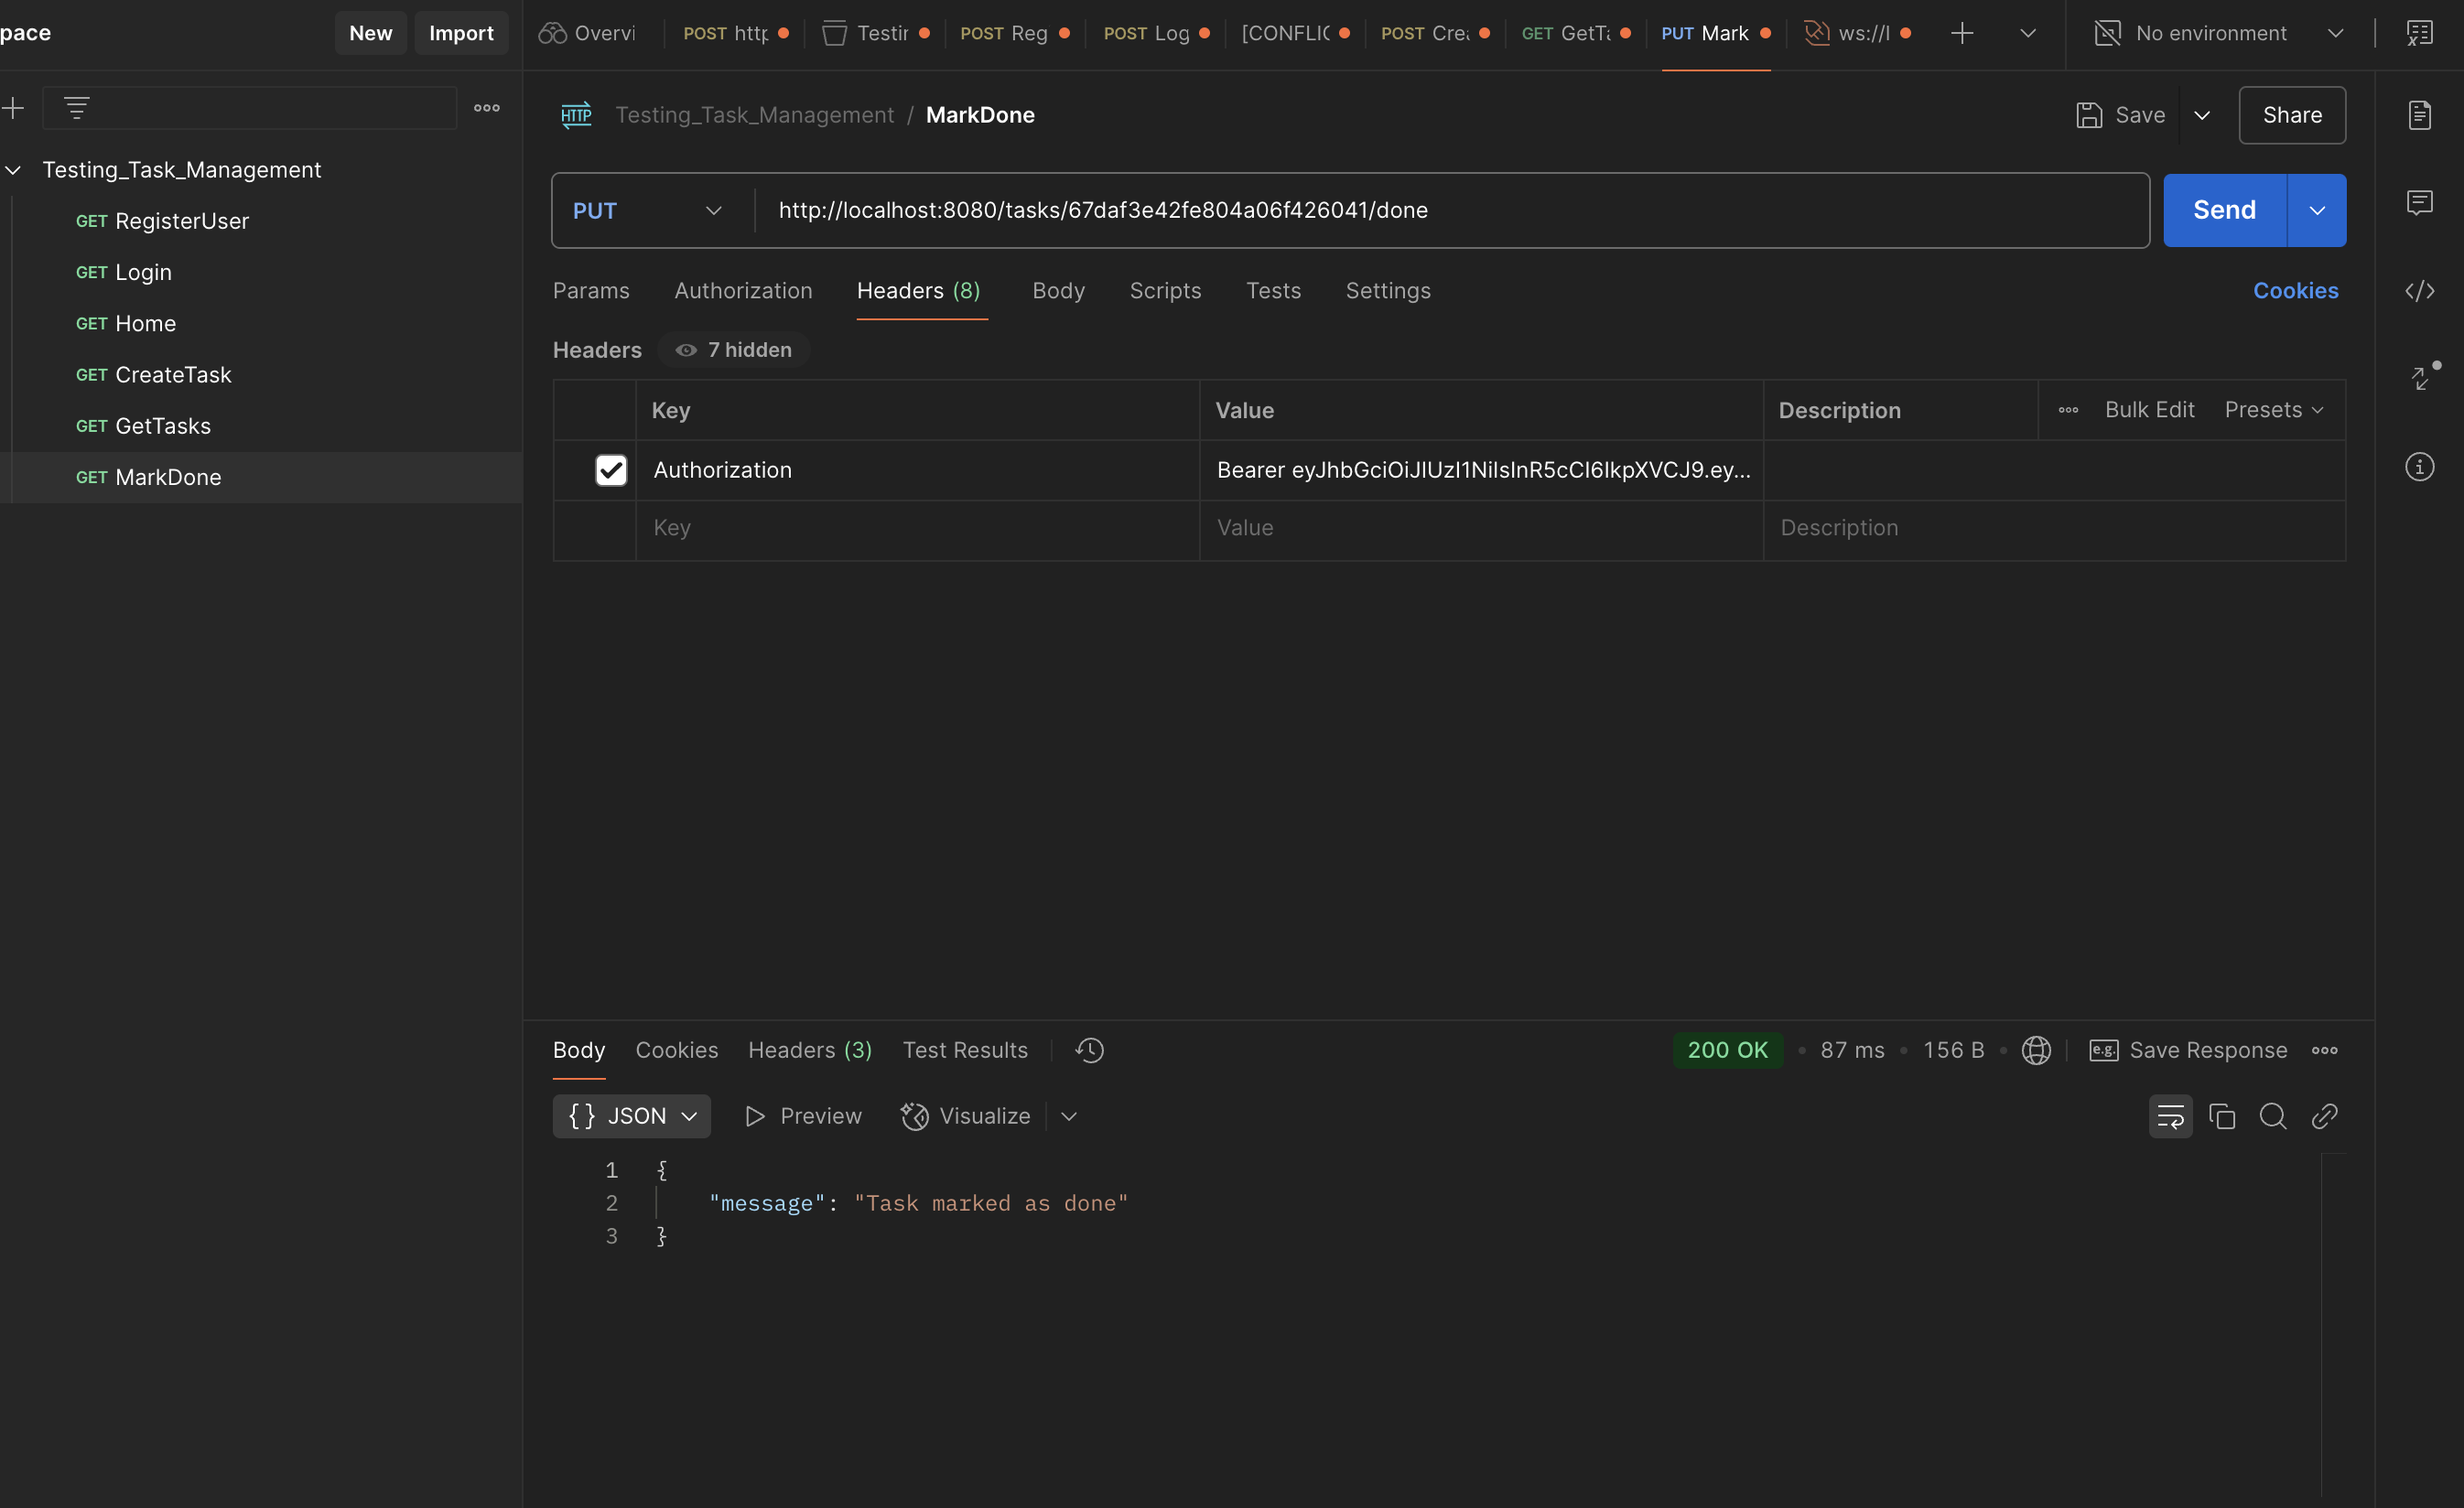 pace
New
Import
Overvi
POST http
Testin
POST Reg
POST Log
[CONFLIC
POST Crea
GET GetTa
PUT Mark
ws://l
No environment
Testing_Task_Management
GET RegisterUser
GET Login
GET Home
GET CreateTask
GET GetTasks
GET MarkDone
HTTP Testing_Task_Management / MarkDone
Save
Share
PUT
http://localhost:8080/tasks/67daf3e42fe804a06f426041/done
Send
Params Authorization Headers (8) Body Scripts Tests Settings
Cookies
Headers 7 hidden
Key Value Description Bulk Edit Presets
Authorization Bearer eyJhbGciOiJIUzI1NiIsInR5cCI6IkpXVCJ9.ey...
Key Value Description
Body Cookies Headers (3) Test Results
200 OK • 87 ms • 156 B •
e.g. Save Response
{ } JSON Preview Visualize
1 {
2 "message": "Task marked as done"
3 }